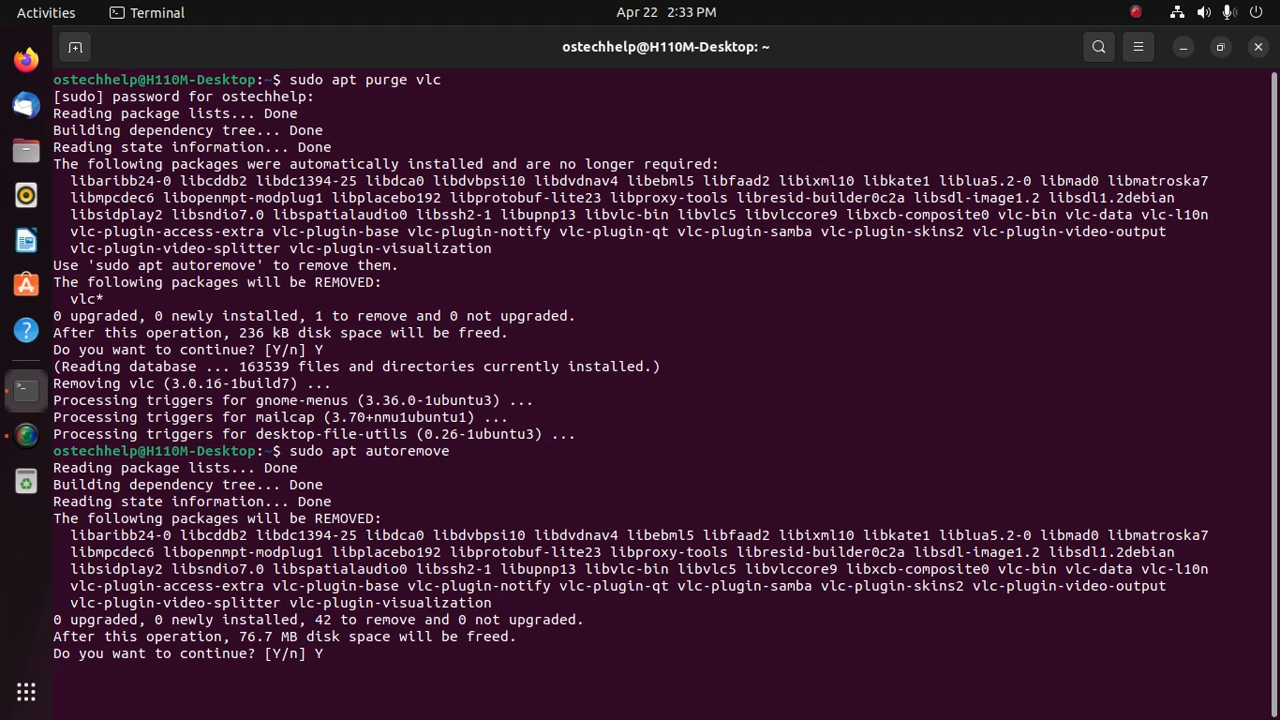 Activities Terminal Apr 22 2:33 PM
ostechhelp@H110M-Desktop: ~
ostechhelp@H110M-Desktop:~$ sudo apt purge vlc
[sudo] password for ostechhelp:
Reading package lists... Done
Building dependency tree... Done
Reading state information... Done
The following packages were automatically installed and are no longer required:
  libaribb24-0 libcddb2 libdc1394-25 libdca0 libdvbpsi10 libdvdnav4 libebml5 libfaad2 libixml10 libkate1 liblua5.2-0 libmad0 libmatroska7
  libmpcdec6 libopenmpt-modplug1 libplacebo192 libprotobuf-lite23 libproxy-tools libresid-builder0c2a libsdl-image1.2 libsdl1.2debian
  libsidplay2 libsndio7.0 libspatialaudio0 libssh2-1 libupnp13 libvlc-bin libvlc5 libvlccore9 libxcb-composite0 vlc-bin vlc-data vlc-l10n
  vlc-plugin-access-extra vlc-plugin-base vlc-plugin-notify vlc-plugin-qt vlc-plugin-samba vlc-plugin-skins2 vlc-plugin-video-output
  vlc-plugin-video-splitter vlc-plugin-visualization
Use 'sudo apt autoremove' to remove them.
The following packages will be REMOVED:
  vlc*
0 upgraded, 0 newly installed, 1 to remove and 0 not upgraded.
After this operation, 236 kB disk space will be freed.
Do you want to continue? [Y/n] Y
(Reading database ... 163539 files and directories currently installed.)
Removing vlc (3.0.16-1build7) ...
Processing triggers for gnome-menus (3.36.0-1ubuntu3) ...
Processing triggers for mailcap (3.70+nmu1ubuntu1) ...
Processing triggers for desktop-file-utils (0.26-1ubuntu3) ...
ostechhelp@H110M-Desktop:~$ sudo apt autoremove
Reading package lists... Done
Building dependency tree... Done
Reading state information... Done
The following packages will be REMOVED:
  libaribb24-0 libcddb2 libdc1394-25 libdca0 libdvbpsi10 libdvdnav4 libebml5 libfaad2 libixml10 libkate1 liblua5.2-0 libmad0 libmatroska7
  libmpcdec6 libopenmpt-modplug1 libplacebo192 libprotobuf-lite23 libproxy-tools libresid-builder0c2a libsdl-image1.2 libsdl1.2debian
  libsidplay2 libsndio7.0 libspatialaudio0 libssh2-1 libupnp13 libvlc-bin libvlc5 libvlccore9 libxcb-composite0 vlc-bin vlc-data vlc-l10n
  vlc-plugin-access-extra vlc-plugin-base vlc-plugin-notify vlc-plugin-qt vlc-plugin-samba vlc-plugin-skins2 vlc-plugin-video-output
  vlc-plugin-video-splitter vlc-plugin-visualization
0 upgraded, 0 newly installed, 42 to remove and 0 not upgraded.
After this operation, 76.7 MB disk space will be freed.
Do you want to continue? [Y/n] Y